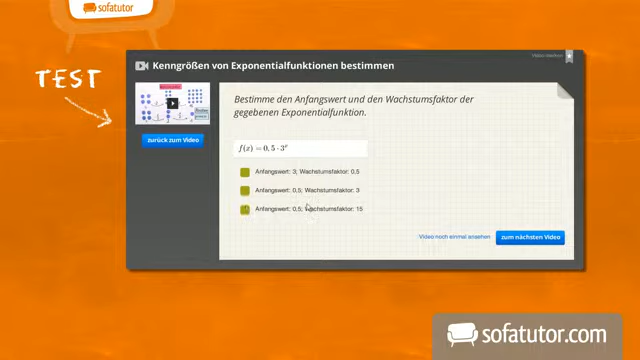 sofatutor
TEST
Kenngrößen von Exponentialfunktionen bestimmen
Bestimme den Anfangswert und den Wachstumsfaktor der
gegebenen Exponentialfunktion.
f(x) = 0,5 · 3ˣ
zurück zum Video
Anfangswert: 3; Wachstumsfaktor: 0,5
Anfangswert: 0,5; Wachstumsfaktor: 3
Anfangswert: 0,5; Wachstumsfaktor: 15
Video noch einmal ansehen
zum nächsten Video
sofatutor.com